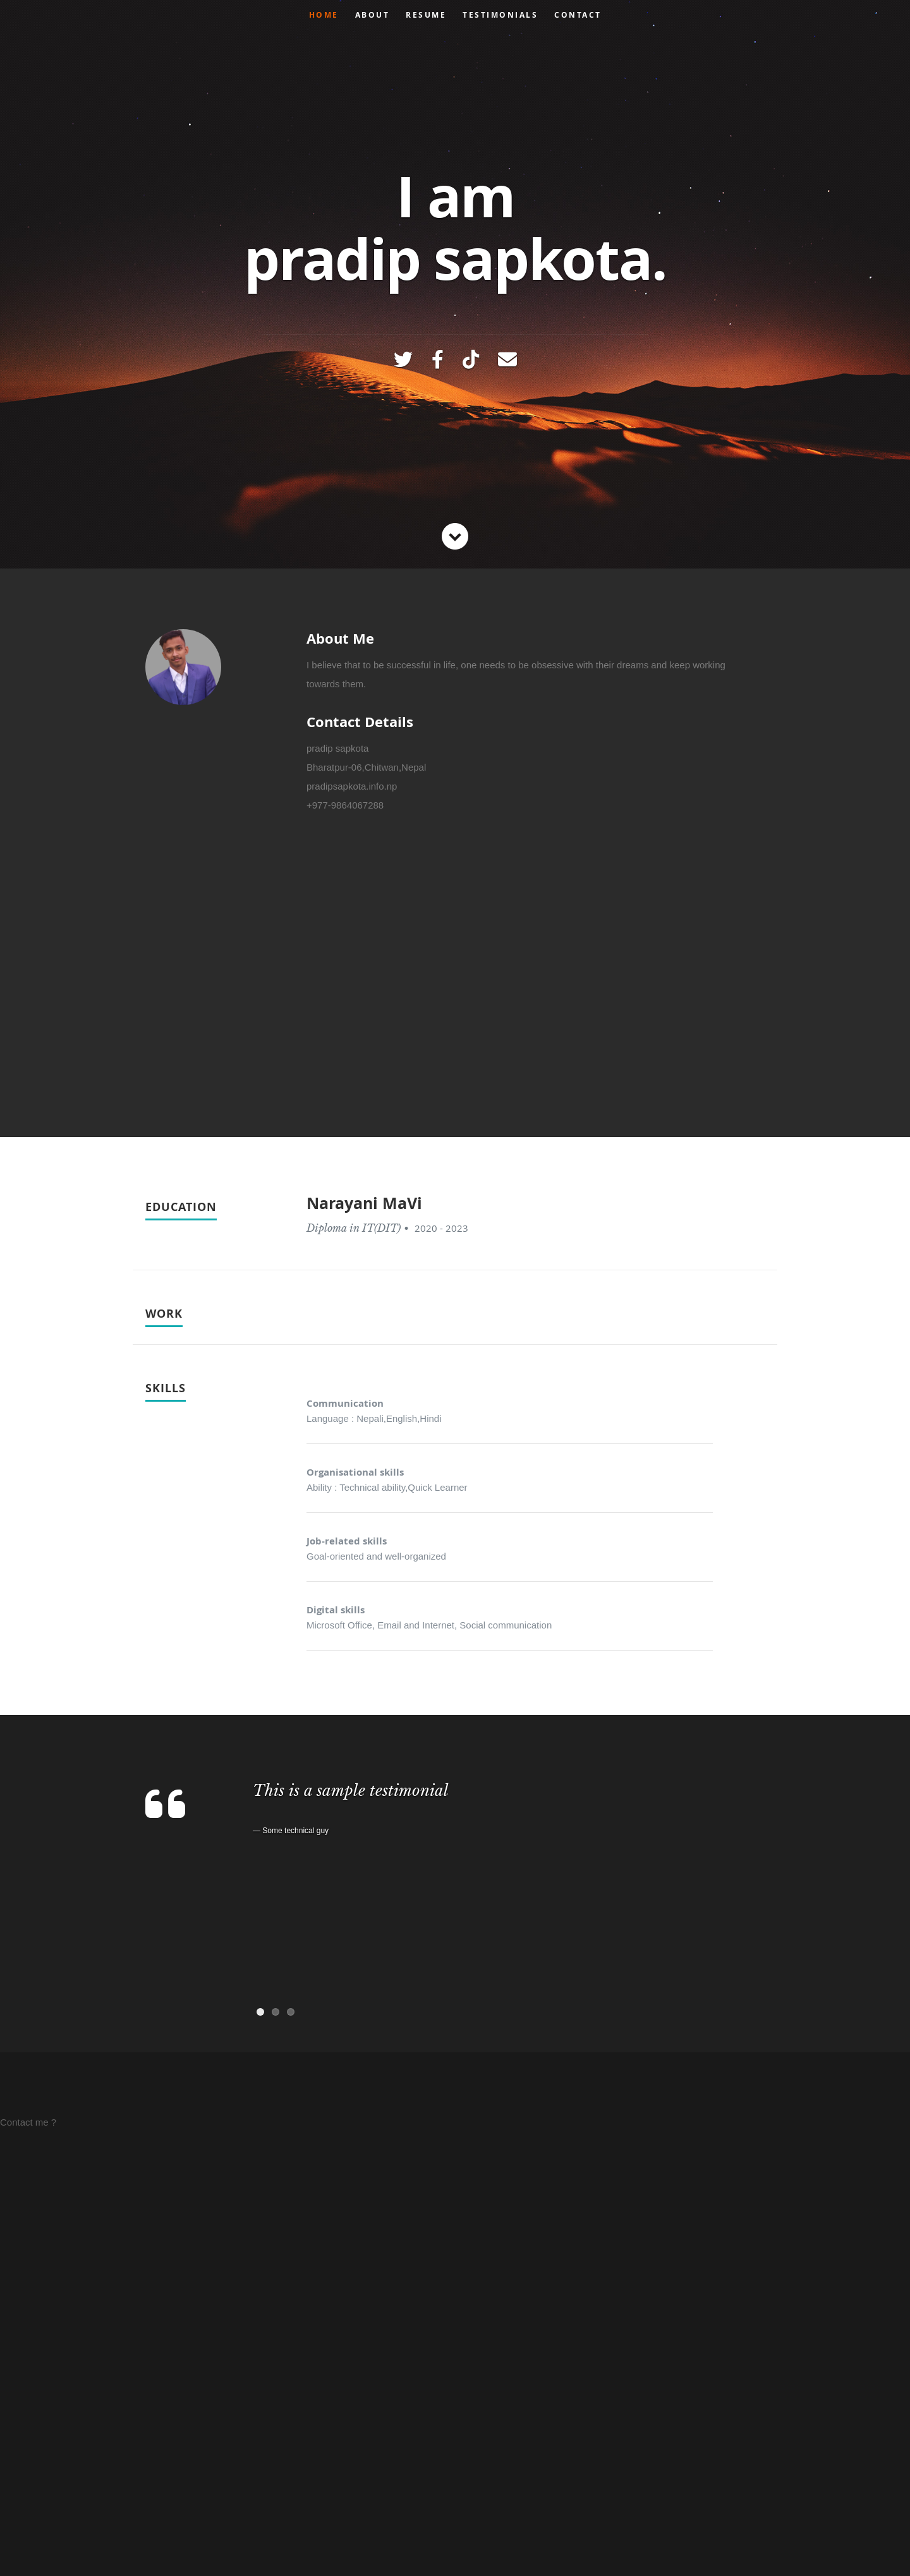 HOME ABOUT RESUME TESTIMONIALS CONTACT
I am
pradip sapkota.
About Me
I believe that to be successful in life, one needs to be obsessive with their dreams and keep working
towards them.
Contact Details
pradip sapkota
Bharatpur-06,Chitwan,Nepal
pradipsapkota.info.np
+977-9864067288
EDUCATION
Narayani MaVi
Diploma in IT(DIT) • 2020 - 2023
WORK
SKILLS
Communication
Language : Nepali,English,Hindi
Organisational skills
Ability : Technical ability,Quick Learner
Job-related skills
Goal-oriented and well-organized
Digital skills
Microsoft Office, Email and Internet, Social communication
This is a sample testimonial
— Some technical guy
Contact me ?